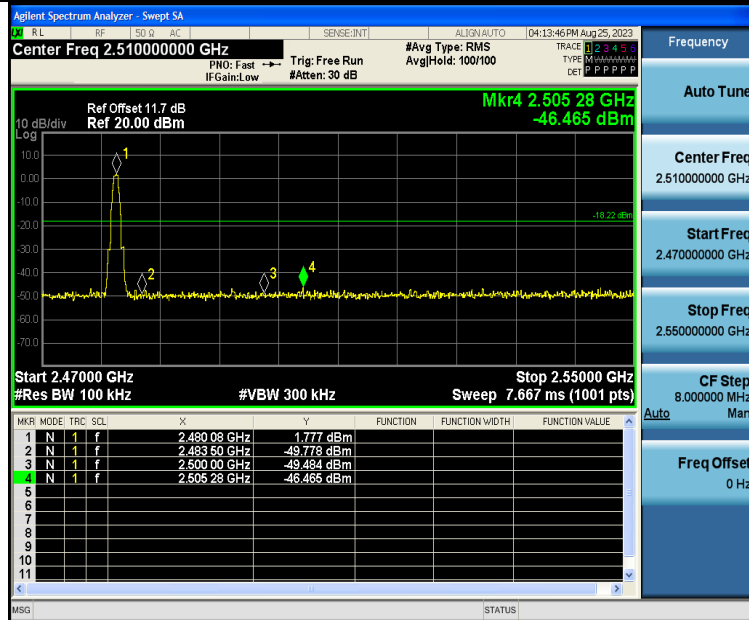 Agilent Spectrum Analyzer - Swept SA
RL RF 50 Ω AC SENSE:INT ALIGN AUTO 04:13:46 PM Aug 25, 2023
Center Freq 2.510000000 GHz
PNO: Fast
IFGain:Low
Trig: Free Run
#Atten: 30 dB
#Avg Type: RMS
Avg|Hold: 100/100
TRACE 1 2 3 4 5 6
TYPE M
DET P P P P P P
Frequency
Auto Tune
Center Freq
2.510000000 GHz
Start Freq
2.470000000 GHz
Stop Freq
2.550000000 GHz
CF Step
8.000000 MHz
Auto Man
Freq Offset
0 Hz
Mkr4 2.505 28 GHz
-46.465 dBm
Ref Offset 11.7 dB
10 dB/div Ref 20.00 dBm
Log
10.0
0.00
-10.0
-20.0
-30.0
-40.0
-50.0
-60.0
-70.0
1
2
3
4
-18.22 dBm
Start 2.47000 GHz Stop 2.55000 GHz
#Res BW 100 kHz #VBW 300 kHz Sweep 7.667 ms (1001 pts)
MKR MODE TRC SCL X Y FUNCTION FUNCTION WIDTH FUNCTION VALUE
1 N 1 f 2.480 08 GHz 1.777 dBm
2 N 1 f 2.483 50 GHz -49.778 dBm
3 N 1 f 2.500 00 GHz -49.484 dBm
4 N 1 f 2.505 28 GHz -46.465 dBm
5
6
7
8
9
10
11
MSG STATUS